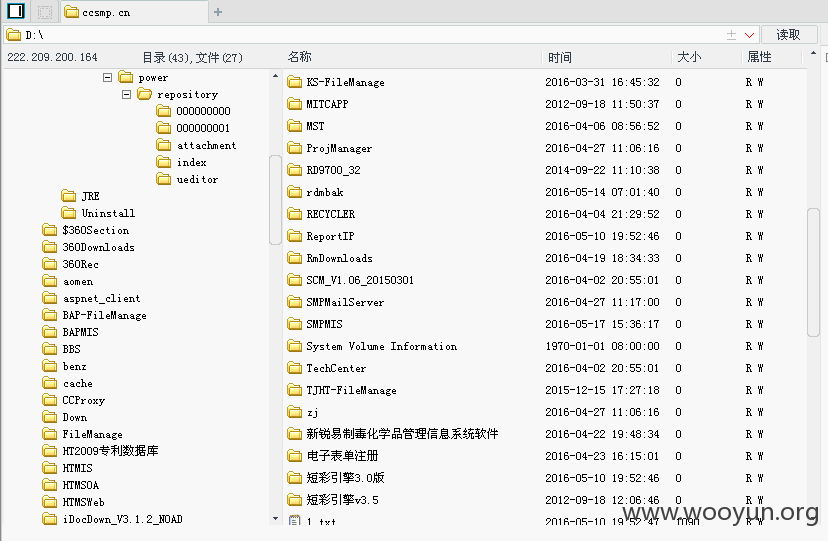 ccsmp.cn
D:\
读取
222.209.200.164 目录(43),文件(27)
名称 时间 大小 属性
power
repository
000000000
000000001
attachment
index
ueditor
JRE
Uninstall
$360Section
360Downloads
360Rec
aomen
aspnet_client
BAP-FileManage
BAPMIS
BBS
benz
cache
CCProxy
Down
FileManage
HT2009专利数据库
HTMIS
HTMSOA
HTMSWeb
iDocDown_V3.1.2_NOAD
KS-FileManage 2016-03-31 16:45:32 0 R W
MITCAPP 2012-09-18 11:50:37 0 R W
MST 2016-04-06 08:56:52 0 R W
ProjManager 2016-04-27 11:06:16 0 R W
RD9700_32 2014-09-22 11:10:38 0 R W
rdmbak 2016-05-14 07:01:40 0 R W
RECYCLER 2016-04-04 21:29:52 0 R W
ReportIP 2016-05-10 19:52:46 0 R W
RmDownloads 2016-04-19 18:34:33 0 R W
SCM_V1.06_20150301 2016-04-02 20:55:01 0 R W
SMPMailServer 2016-04-27 11:17:00 0 R W
SMPMIS 2016-05-17 15:36:17 0 R W
System Volume Information 1970-01-01 08:00:00 0 R W
TechCenter 2016-04-02 20:55:01 0 R W
TJHT-FileManage 2015-12-15 17:27:18 0 R W
zj 2016-04-27 11:06:16 0 R W
新锐易制毒化学品管理信息系统软件 2016-04-22 19:48:34 0 R W
电子表单注册 2016-04-23 16:15:01 0 R W
短彩引擎3.0版 2016-05-10 19:52:46 0 R W
短彩引擎v3.5 2012-09-18 12:06:46 0 R W
1.txt 2016-05-10 19:52:47 1090 R W
www.wooyun.org